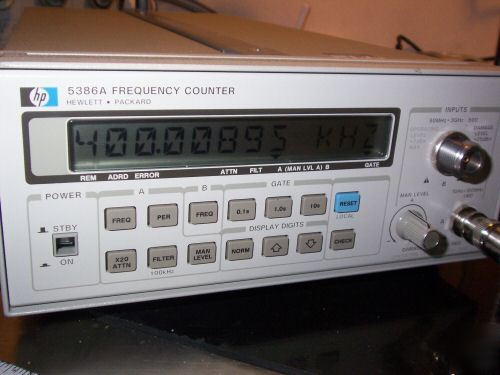 hp
5386A FREQUENCY COUNTER
HEWLETT • PACKARD
400.00895 KHZ
REM ADRD ERROR ATTN FILT A (MAN LVL A) B GATE
POWER
A
B
GATE
STBY
ON
FREQ
PER
FREQ
0.1s
1.0s
10s
RESET
LOCAL
DISPLAY DIGITS
X20 ATTN
FILTER
100kHz
MAN LEVEL
NORM
CHECK
INPUTS
DAMAGE LEVEL
B
MAN LEVEL
A